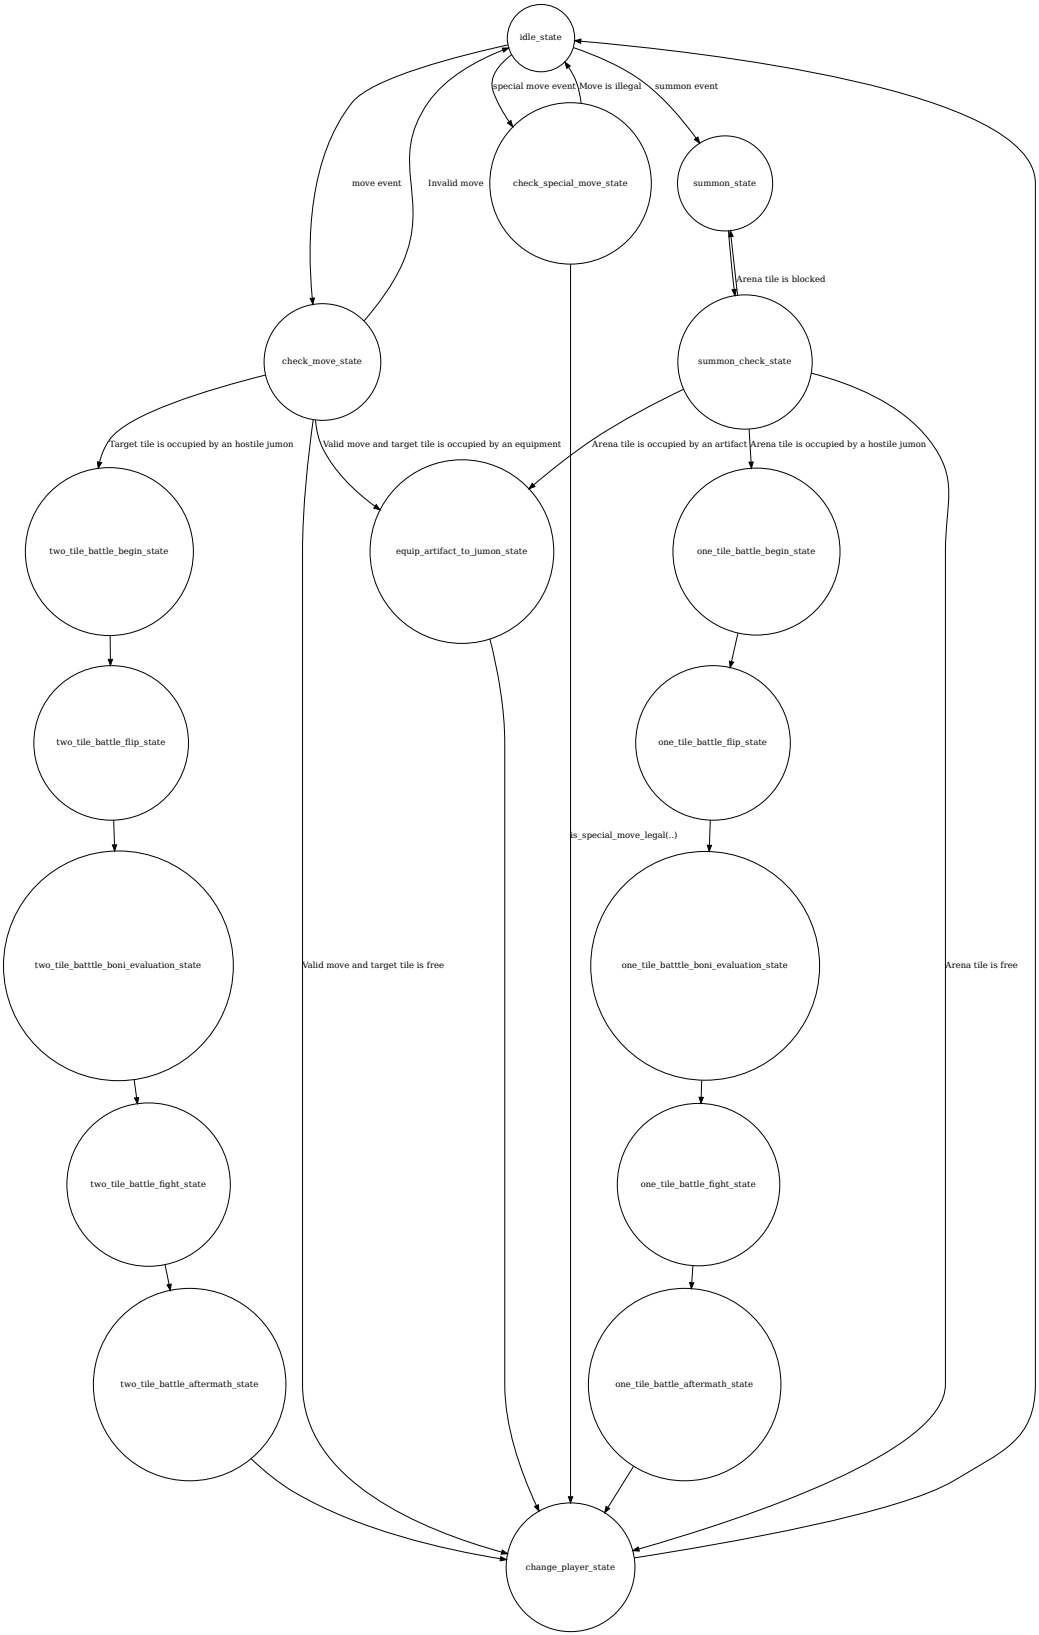 idle_state
special move event
Move is illegal
summon event
move event
Invalid move
check_special_move_state
summon_state
Arena tile is blocked
check_move_state
summon_check_state
Target tile is occupied by an hostile jumon
Valid move and target tile is occupied by an equipment
Arena tile is occupied by an artifact
Arena tile is occupied by a hostile jumon
two_tile_battle_begin_state
equip_artifact_to_jumon_state
one_tile_battle_begin_state
two_tile_battle_flip_state
one_tile_battle_flip_state
is_special_move_legal(..)
two_tile_batttle_boni_evaluation_state
Valid move and target tile is free
one_tile_batttle_boni_evaluation_state
Arena tile is free
two_tile_battle_fight_state
one_tile_battle_fight_state
two_tile_battle_aftermath_state
one_tile_battle_aftermath_state
change_player_state